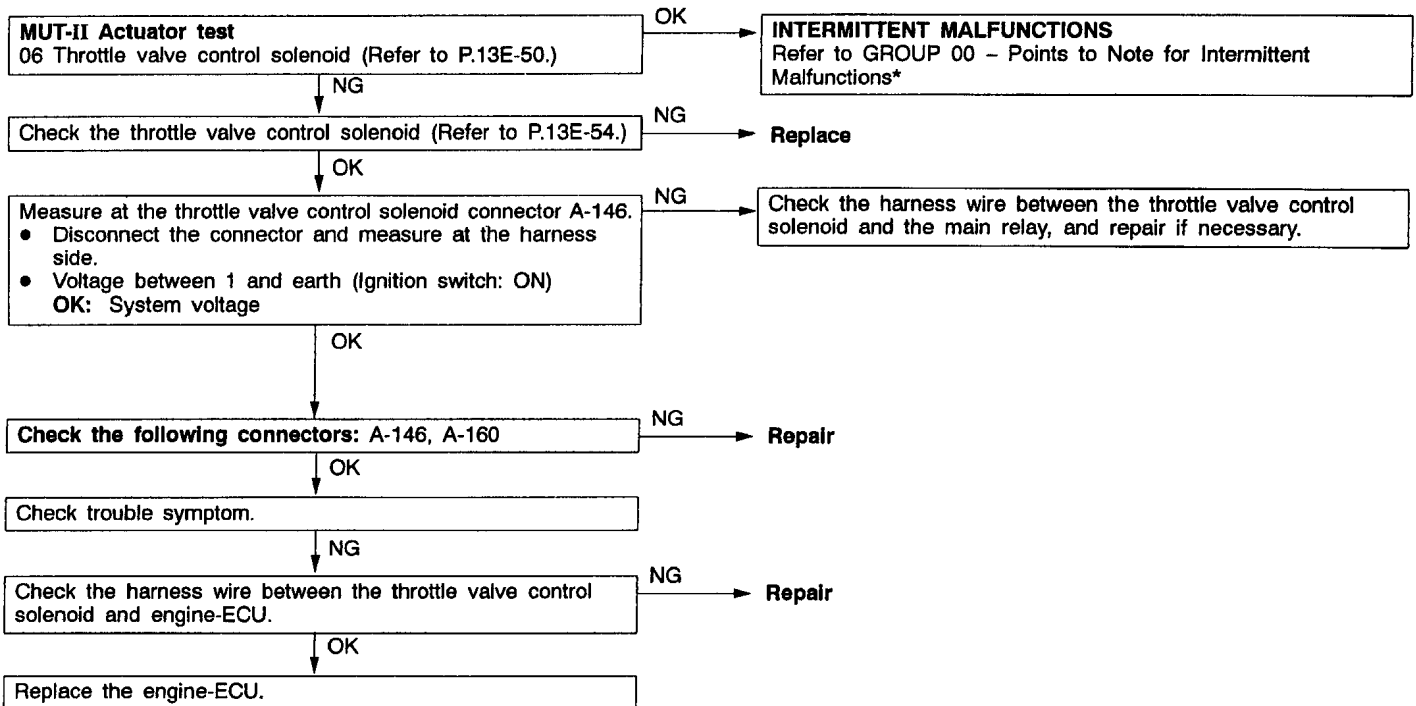 MUT-II Actuator test
06 Throttle valve control solenoid (Refer to P.13E-50.)
OK
INTERMITTENT MALFUNCTIONS
Refer to GROUP 00 – Points to Note for Intermittent
Malfunctions*
NG
Check the throttle valve control solenoid (Refer to P.13E-54.)
NG
Replace
OK
Measure at the throttle valve control solenoid connector A-146.
● Disconnect the connector and measure at the harness
side.
● Voltage between 1 and earth (Ignition switch: ON)
OK: System voltage
NG
Check the harness wire between the throttle valve control
solenoid and the main relay, and repair if necessary.
OK
Check the following connectors: A-146, A-160
NG
Repair
OK
Check trouble symptom.
NG
Check the harness wire between the throttle valve control
solenoid and engine-ECU.
NG
Repair
OK
Replace the engine-ECU.